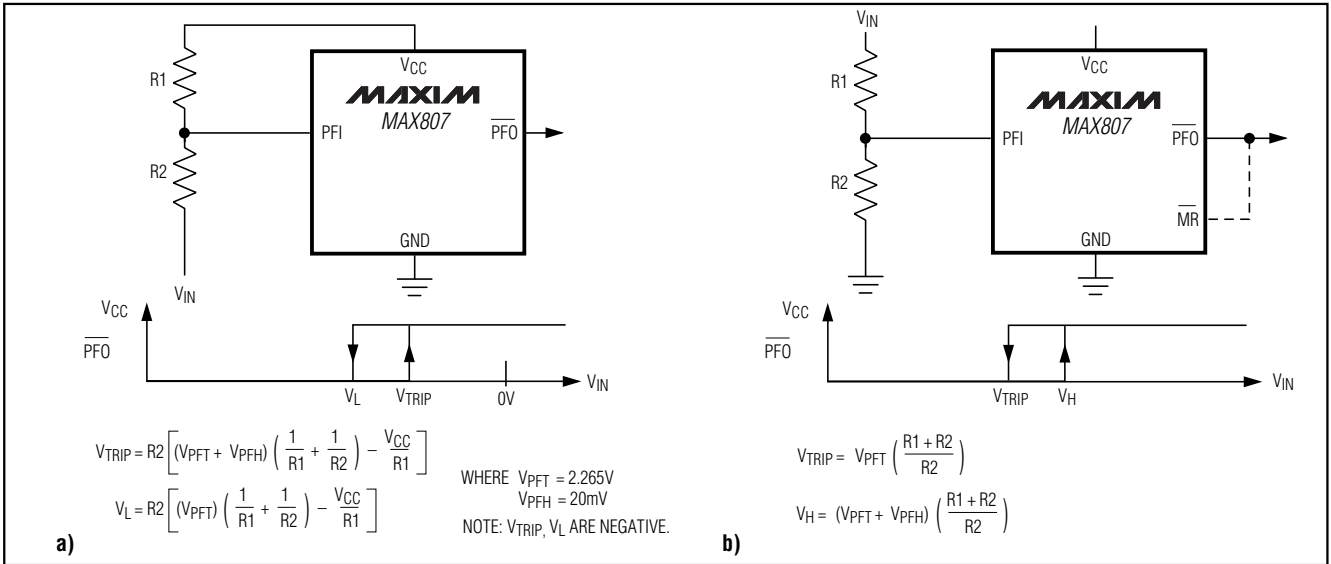 R1
R2
VIN
VCC
MAXIM
MAX807
PFI
PFO
GND
VCC
PFO
VL
VTRIP
0V
VIN
VTRIP = R2 [(VPFT + VPFH) (1/R1 + 1/R2) – VCC/R1]
VL = R2 [(VPFT) (1/R1 + 1/R2) – VCC/R1]
WHERE VPFT = 2.265V
VPFH = 20mV
NOTE: VTRIP, VL ARE NEGATIVE.
a)
VIN
R1
R2
VCC
MAXIM
MAX807
PFI
PFO
MR
GND
VCC
PFO
VTRIP
VH
VIN
VTRIP = VPFT (R1 + R2/R2)
VH = (VPFT + VPFH) (R1 + R2/R2)
b)